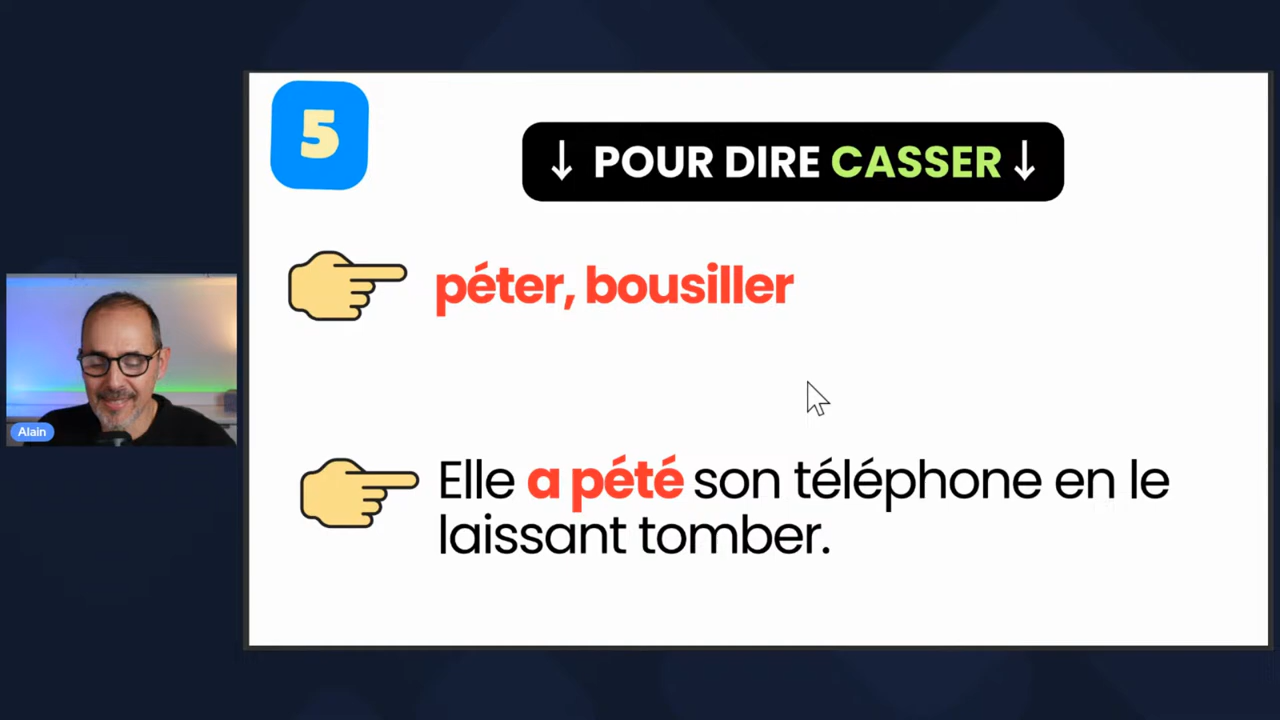 5
↓ POUR DIRE CASSER ↓
péter, bousiller
Elle a pété son téléphone en le
laissant tomber.
Alain